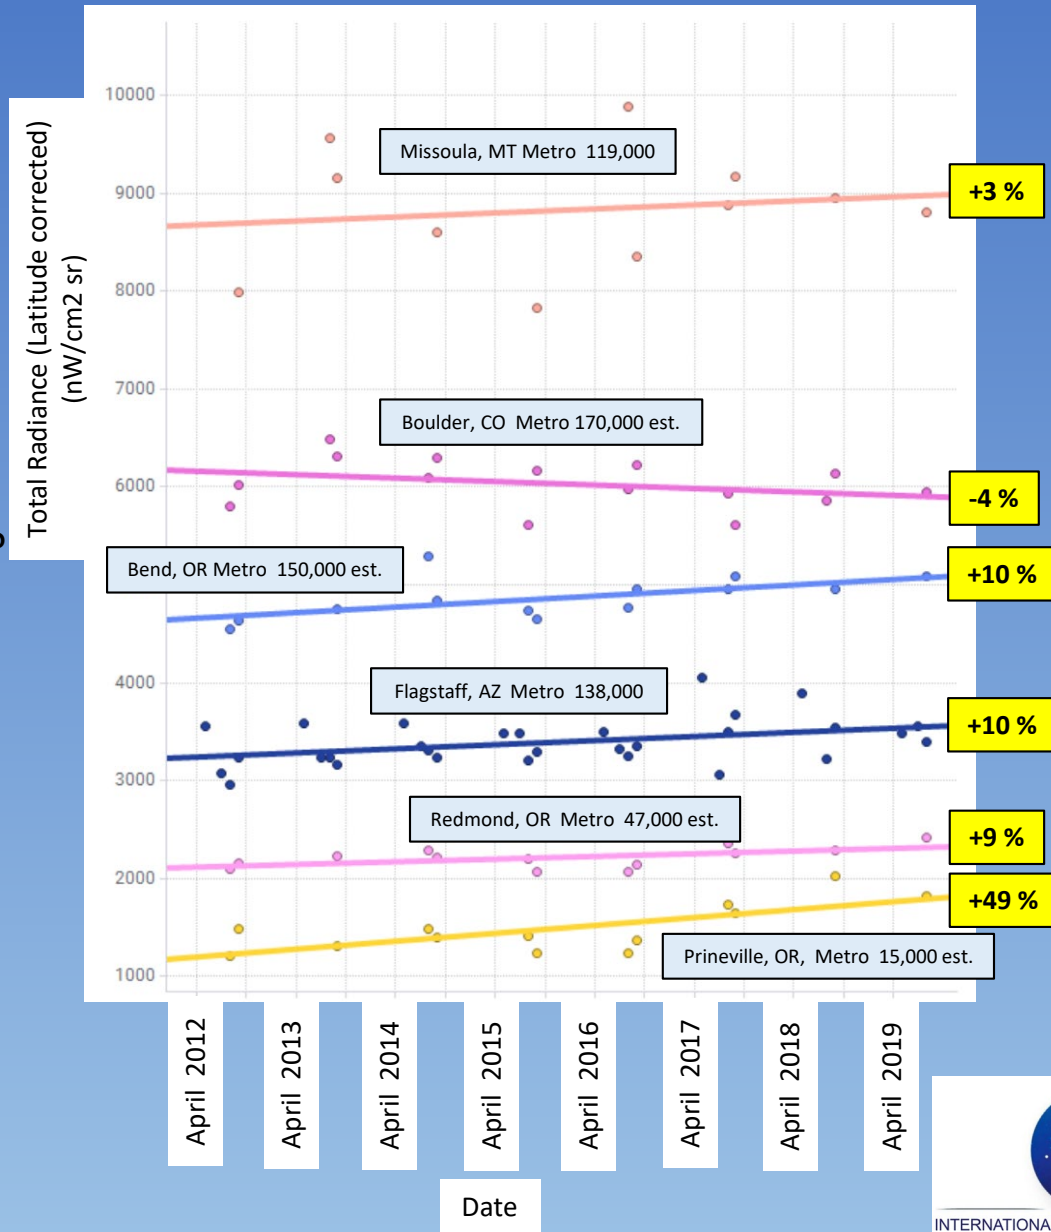 Total Radiance (Latitude corrected)
(nW/cm2 sr)
10000
9000
8000
7000
6000
4000
3000
2000
1000
Missoula, MT Metro 119,000
+3 %
Boulder, CO Metro 170,000 est.
-4 %
Bend, OR Metro 150,000 est.
+10 %
Flagstaff, AZ Metro 138,000
+10 %
Redmond, OR Metro 47,000 est.
+9 %
+49 %
Prineville, OR, Metro 15,000 est.
April 2012
April 2013
April 2014
April 2015
April 2016
April 2017
April 2018
April 2019
Date